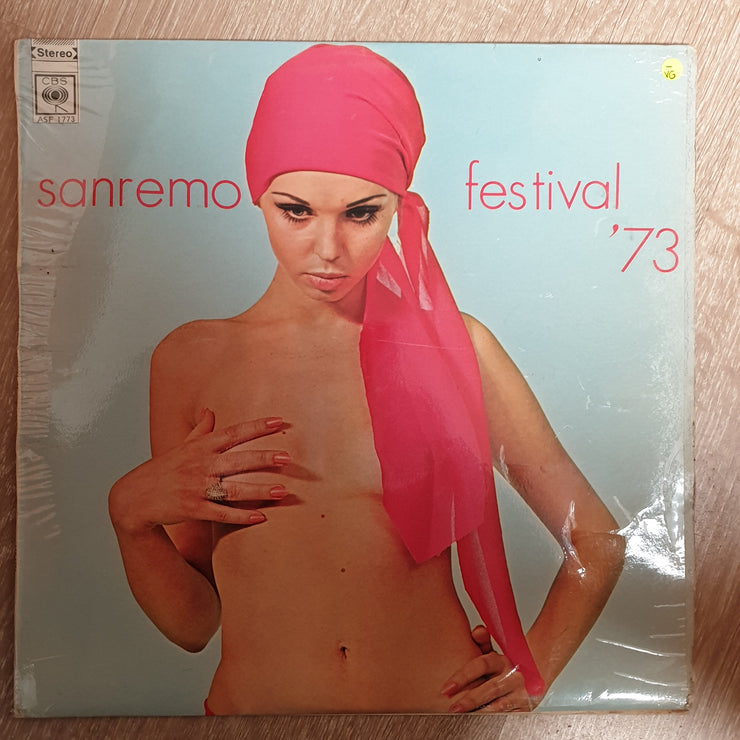 Stereo
CBS
ASF 1773
VG
sanremo festival
'73